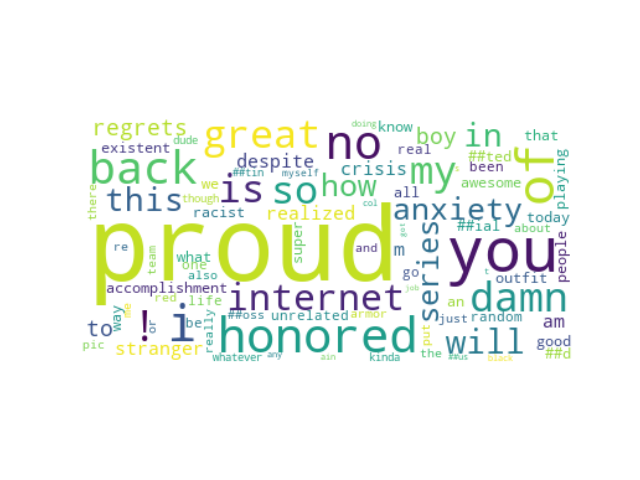 regrets great no boy in that
doing know
existent dude real ##ted been
back ##tin myself despite crisis my of playing
is so how all awesome s
this we though racist realized anxiety today
there proud super and m col ##ial about people
re team what one also got go series you outfit
accomplishment red life internet job t an damn
to way me ! or i be really ##oss unrelated armor put just random am
pic stranger honored the will good
whatever any ain kinda ##us black ##d